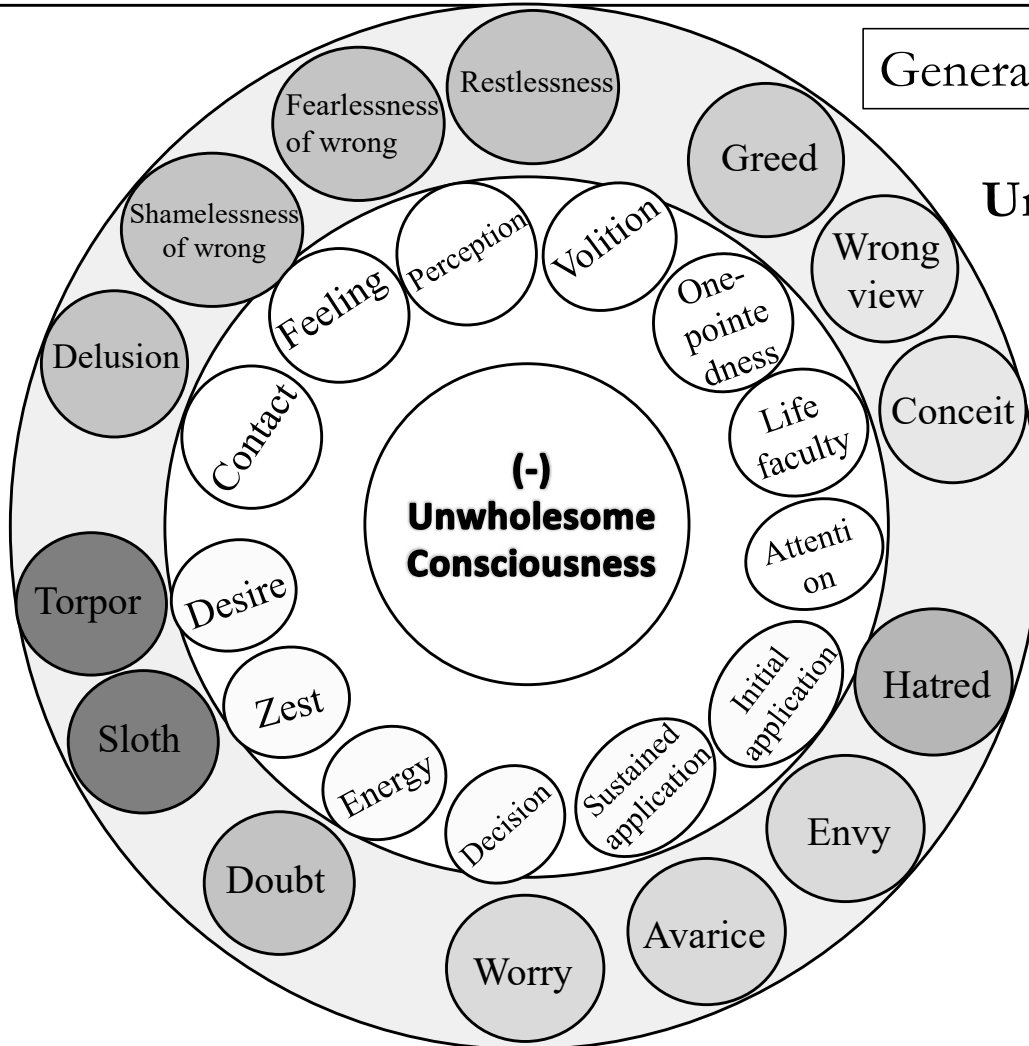 Genera
Un
Restlessness
Fearlessness
of wrong
Shamelessness
of wrong
Delusion
Greed
Wrong
view
Conceit
Perception
Volition
Feeling
One-
pointe
dness
Contact
Life
faculty
(-)
Unwholesome
Consciousness
Attenti
on
Torpor
Desire
Hatred
Sloth
Zest
Initial
application
Energy
Sustained
application
Decision
Envy
Doubt
Avarice
Worry